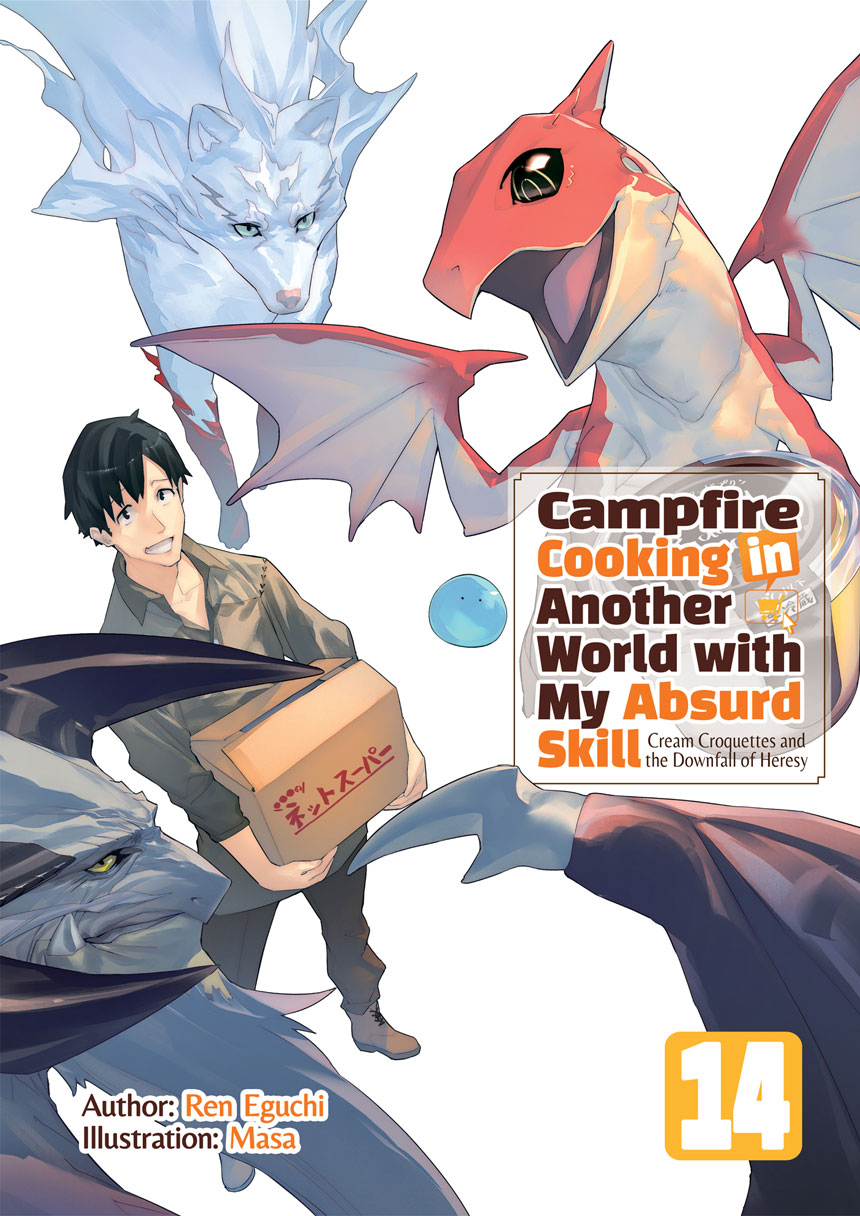 Campfire
Cooking in
Another
World with
My Absurd
Skill
Cream Croquettes and
the Downfall of Heresy
ネットスーパー
14
Author: Ren Eguchi
Illustration: Masa